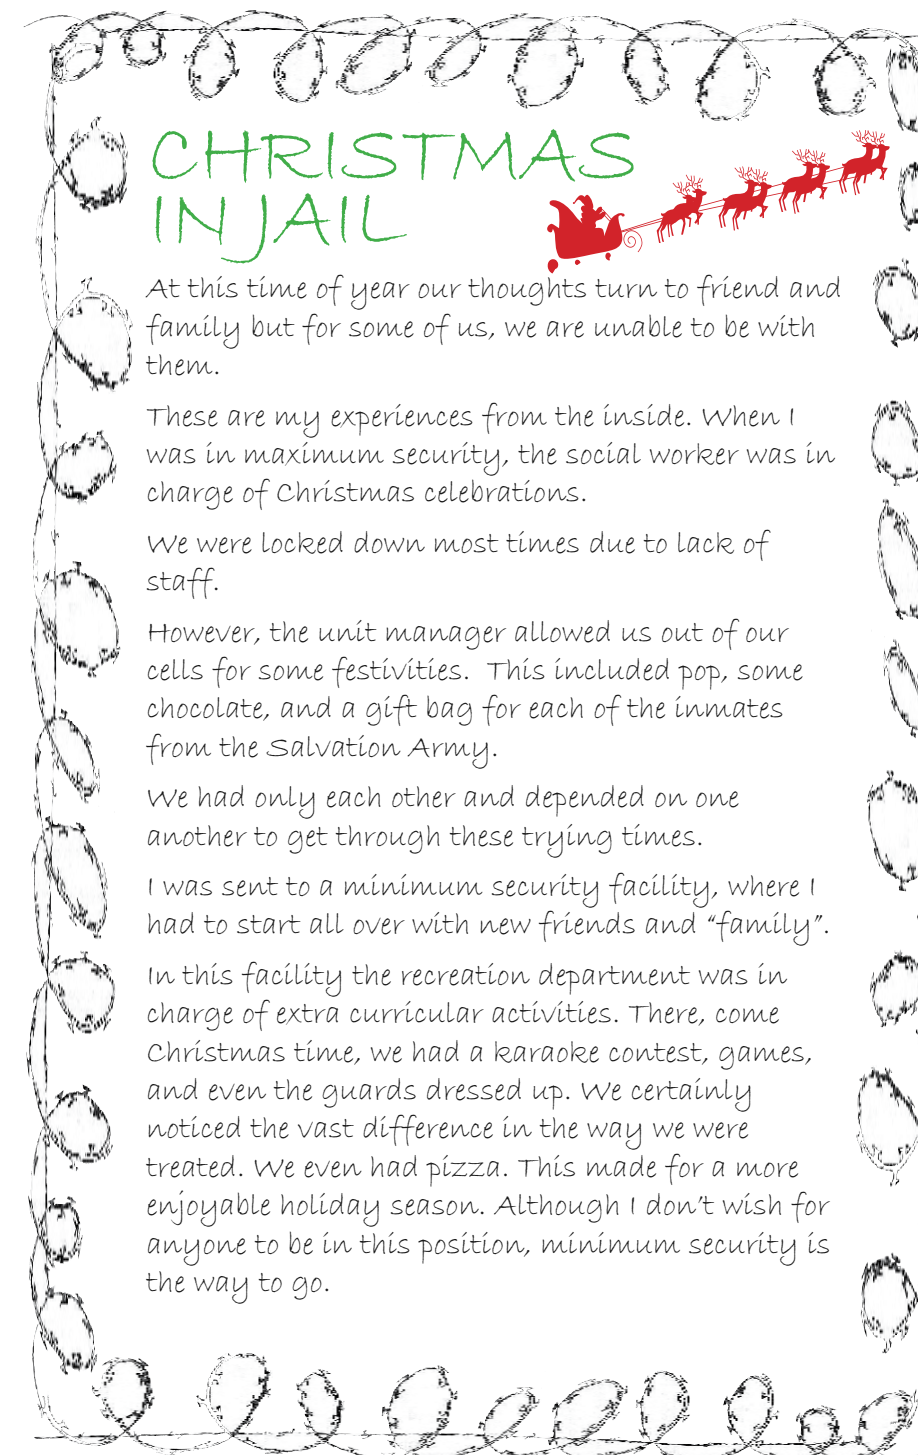 CHRISTMAS
IN JAIL
At this time of year our thoughts turn to friend and
family but for some of us, we are unable to be with
them.
These are my experiences from the inside. When I
was in maximum security, the social worker was in
charge of Christmas celebrations.
We were locked down most times due to lack of
staff.
However, the unit manager allowed us out of our
cells for some festivities.  This included pop, some
chocolate, and a gift bag for each of the inmates
from the Salvation Army.
We had only each other and depended on one
another to get through these trying times.
I was sent to a minimum security facility, where I
had to start all over with new friends and “family”.
In this facility the recreation department was in
charge of extra curricular activities. There, come
Christmas time, we had a karaoke contest, games,
and even the guards dressed up. We certainly
noticed the vast difference in the way we were
treated. We even had pizza. This made for a more
enjoyable holiday season. Although I don’t wish for
anyone to be in this position, minimum security is
the way to go.